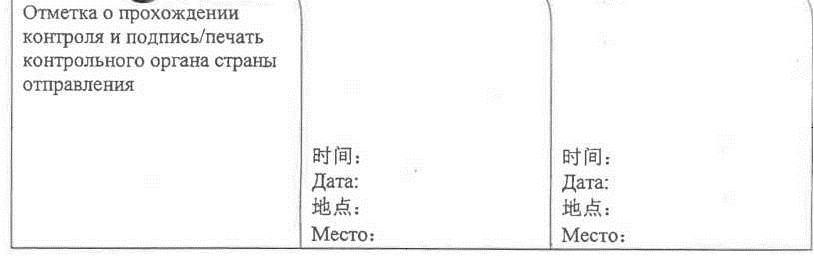 Отметка о прохождении
контроля и подпись/печать
контрольного органа страны
отправления
时间：
Дата:
地点：
Место:
时间：
Дата:
地点：
Место: